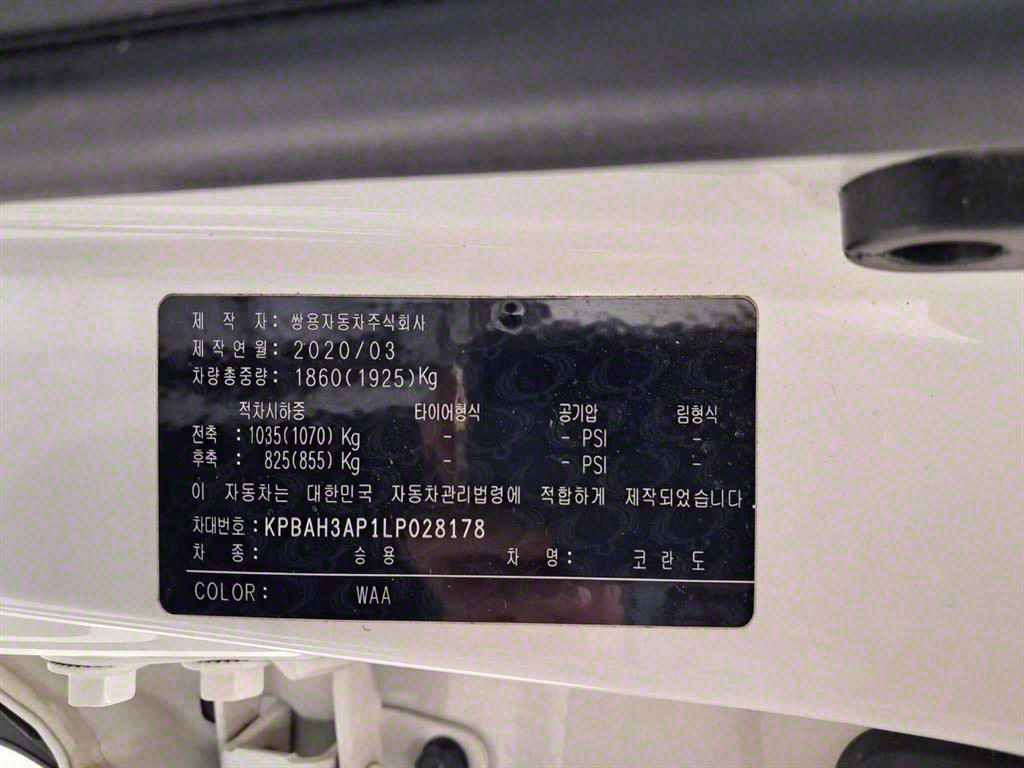 제 작 자 : 쌍용자동차주식회사
제작연월 : 2020/03
차량총중량 : 1860(1925)Kg
적차시하중 타이어형식 공기압 림형식
전축 : 1035(1070) Kg - - PSI -
후축 : 825(855) Kg - - PSI -
이 자동차는 대한민국 자동차관리법령에 적합하게 제작되었습니다.
차대번호 : KPBAH3AP1LP028178
차 종 : 승 용 차 명 : 코 란 도
COLOR : WAA